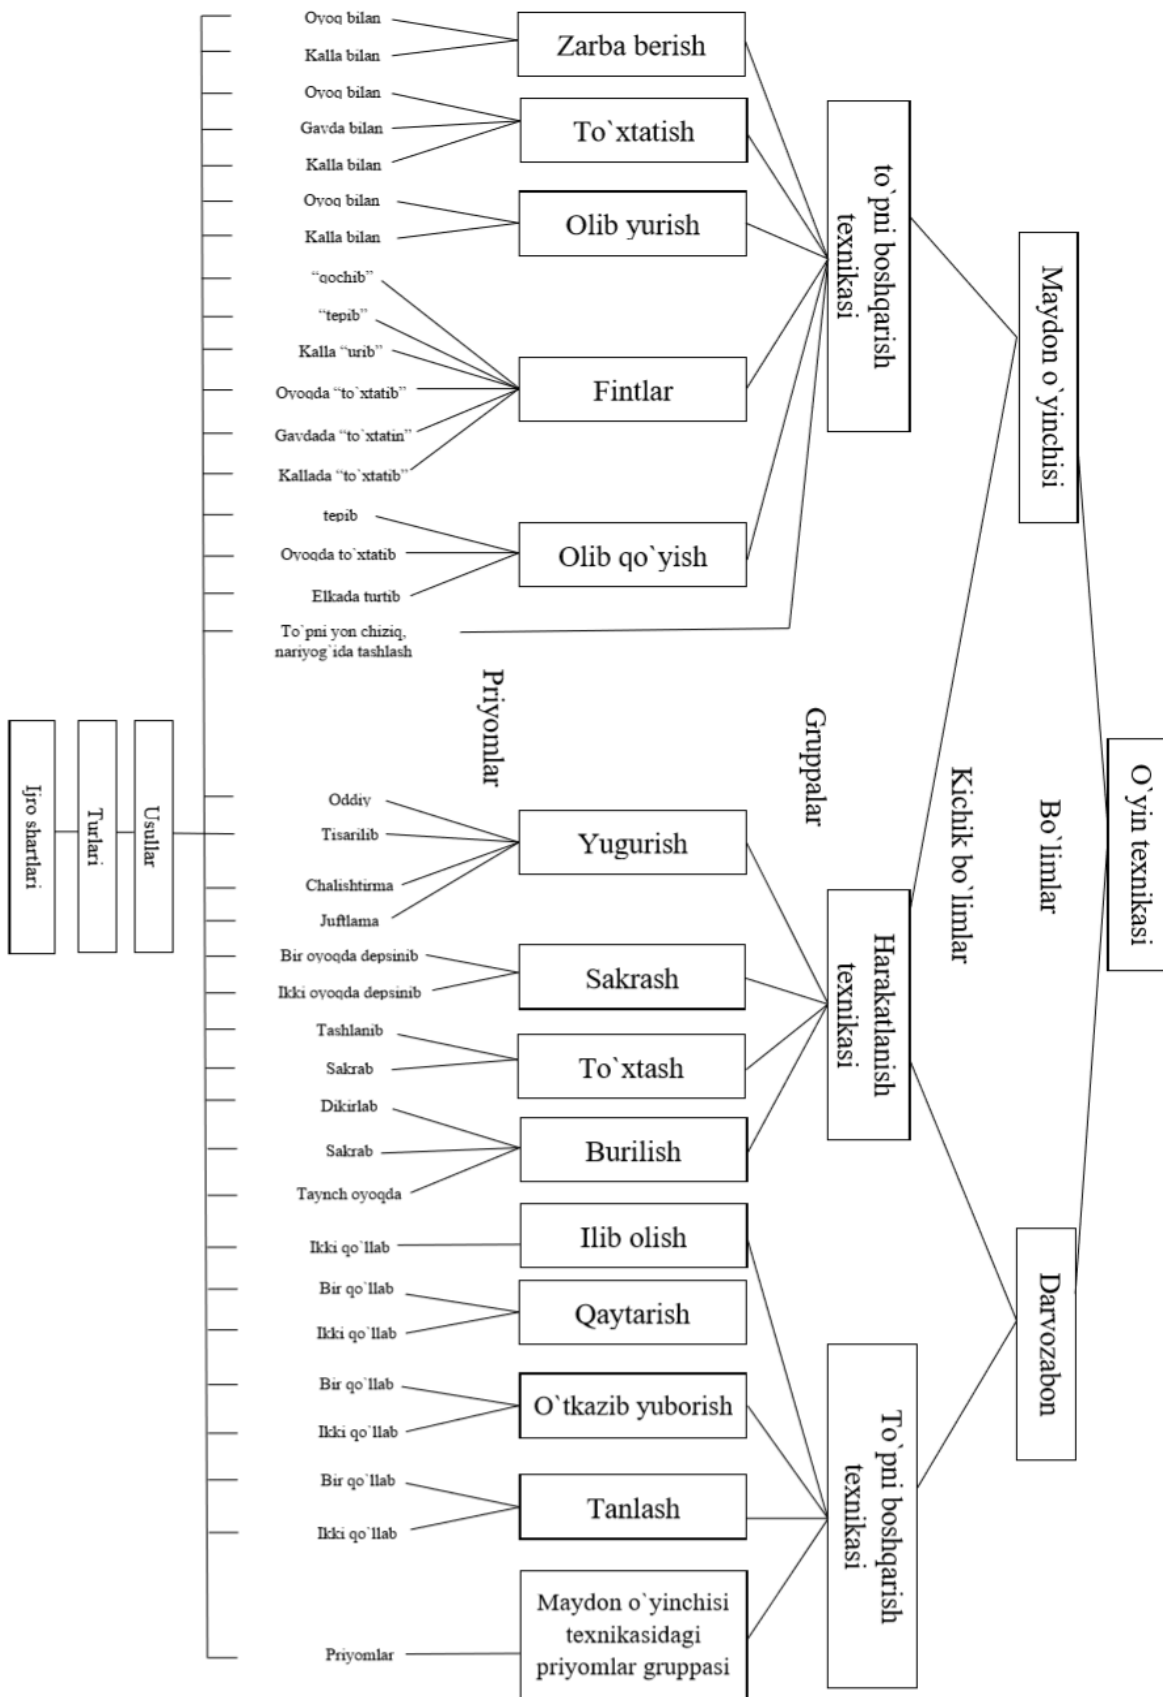 Oyoq bilan
Kalla bilan
Zarba berish
Oyoq bilan
Gavda bilan
Kalla bilan
To`xtatish
Oyoq bilan
Kalla bilan
Olib yurish
“qochib”
“tepib”
Kalla “urib”
Oyoqda “to`xtatib”
Gavdada “to`xtatin”
Kallada “to`xtatib”
Fintlar
tepib
Oyoqda to`xtatib
Elkada turtib
Olib qo`yish
To`pni yon chiziq,
nariyog`ida tashlash
to`pni boshqarish
texnikasi
Maydon o`yinchisi
Priyomlar
Gruppalar
Kichik bo`limlar
Bo`limlar
O`yin texnikasi
Ijro shartlari
Turlari
Usullar
Oddiy
Tisarilib
Chalishtirma
Juftlama
Yugurish
Bir oyoqda depsinib
Ikki oyoqda depsinib
Sakrash
Tashlanib
Sakrab
To`xtash
Dikirlab
Sakrab
Taynch oyoqda
Burilish
Harakatlanish
texnikasi
Ikki qo`llab
Ilib olish
Bir qo`llab
Ikki qo`llab
Qaytarish
Bir qo`llab
Ikki qo`llab
O`tkazib yuborish
Bir qo`llab
Ikki qo`llab
Tanlash
Priyomlar
Maydon o`yinchisi
texnikasidagi
priyomlar gruppasi
To`pni boshqarish
texnikasi
Darvozabon